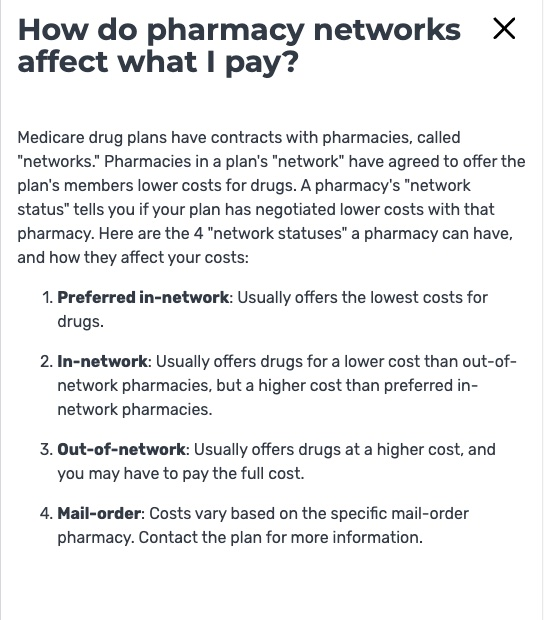 How do pharmacy networks
affect what I pay?
Medicare drug plans have contracts with pharmacies, called
"networks." Pharmacies in a plan's "network" have agreed to offer the
plan's members lower costs for drugs. A pharmacy's "network
status" tells you if your plan has negotiated lower costs with that
pharmacy. Here are the 4 "network statuses" a pharmacy can have,
and how they affect your costs:
1. Preferred in-network: Usually offers the lowest costs for
drugs.
2. In-network: Usually offers drugs for a lower cost than out-of-
network pharmacies, but a higher cost than preferred in-
network pharmacies.
3. Out-of-network: Usually offers drugs at a higher cost, and
you may have to pay the full cost.
4. Mail-order: Costs vary based on the specific mail-order
pharmacy. Contact the plan for more information.